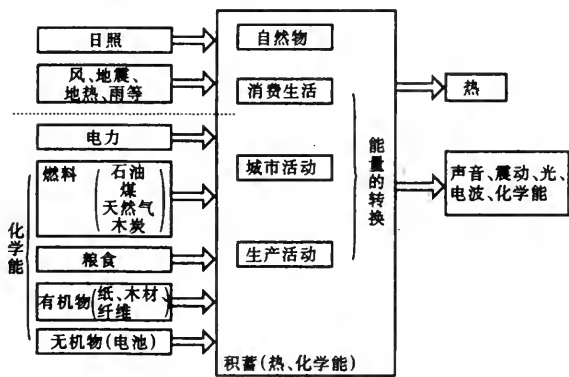 日照
风、地震、
地热、雨等
电力
化学能
燃料
石油
煤
天然气
木炭
粮食
有机物(纸、木材、
纤维)
无机物(电池)
自然物
消费生活
城市活动
生产活动
能量的转换
积蓄(热、化学能)
热
声音、震动、光、
电波、化学能